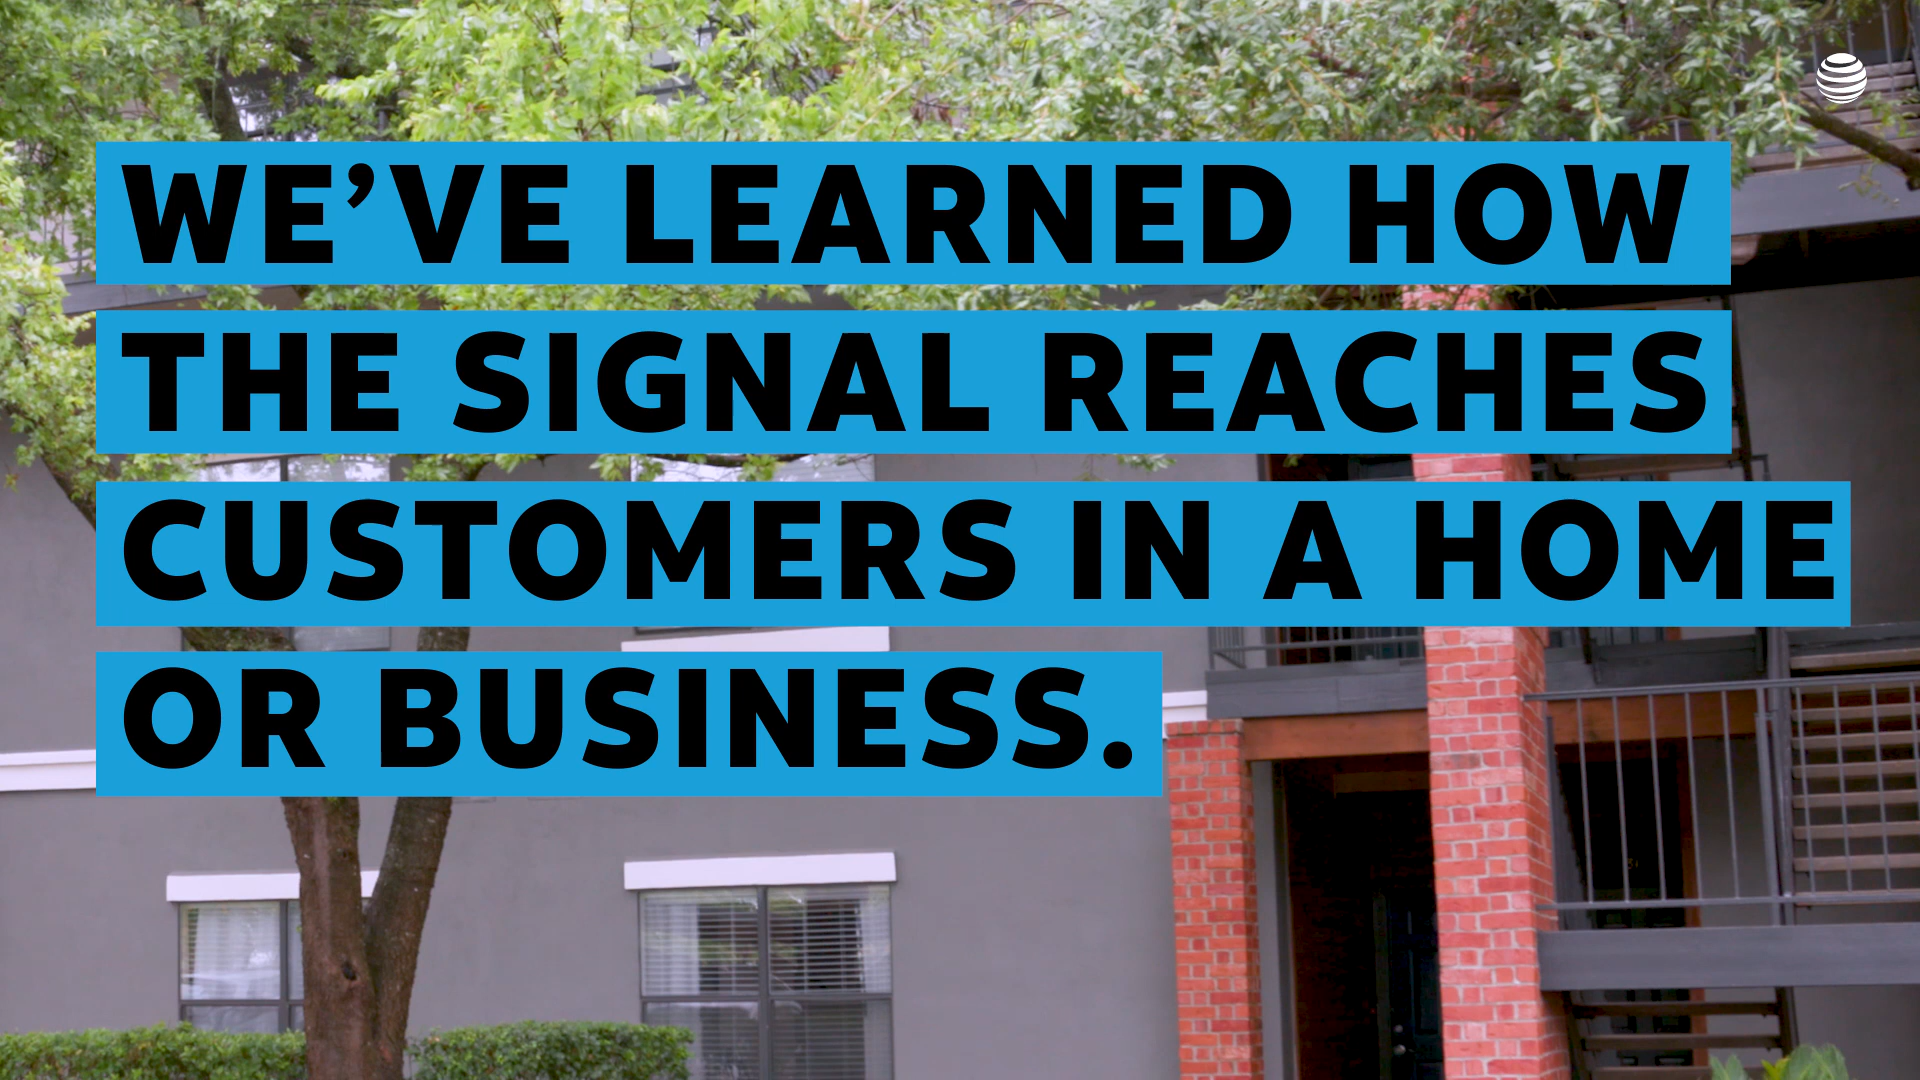 WE’VE LEARNED HOW
THE SIGNAL REACHES
CUSTOMERS IN A HOME
OR BUSINESS.